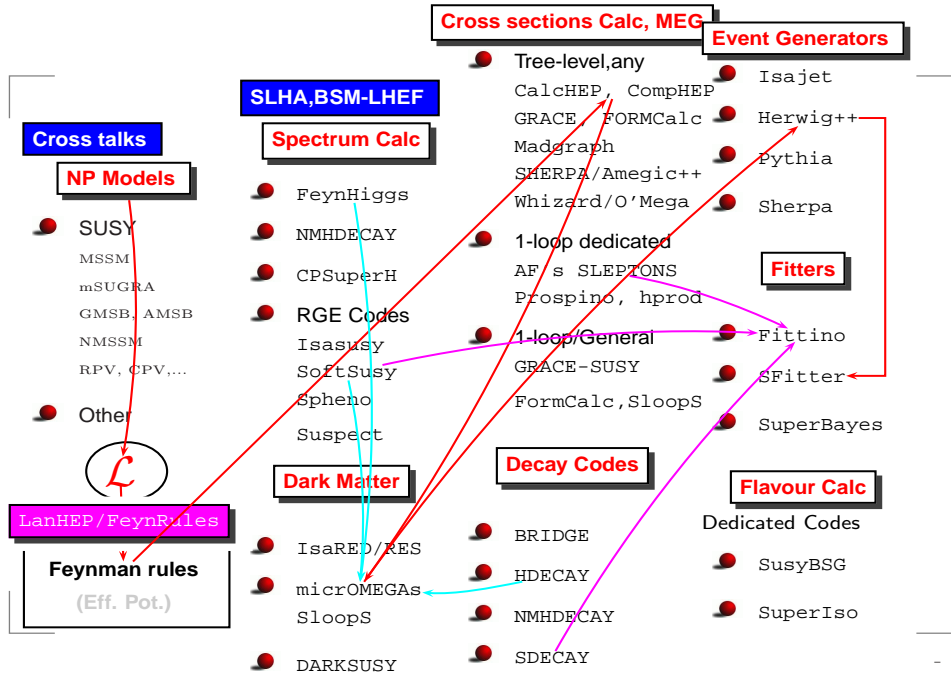 Cross talks
NP Models
SUSY
MSSM
mSUGRA
GMSB, AMSB
NMSSM
RPV, CPV,...
Other
ℒ
LanHEP/FeynRules
Feynman rules
(Eff. Pot.)
SLHA,BSM-LHEF
Spectrum Calc
FeynHiggs
NMHDECAY
CPSuperH
RGE Codes
Isasusy
SoftSusy
Spheno
Suspect
Dark Matter
IsaRED/RES
micrOMEGAs
SloopS
DARKSUSY
Cross sections Calc, MEG
Tree-level,any
CalcHEP, CompHEP
GRACE, FORMCalc
Madgraph
SHERPA/Amegic++
Whizard/O'Mega
1-loop dedicated
AF s SLEPTONS
Prospino, hprod
1-loop/General
GRACE-SUSY
FormCalc,SloopS
Decay Codes
BRIDGE
HDECAY
NMHDECAY
SDECAY
Event Generators
Isajet
Herwig++
Pythia
Sherpa
Fitters
Fittino
SFitter
SuperBayes
Flavour Calc
Dedicated Codes
SusyBSG
SuperIso